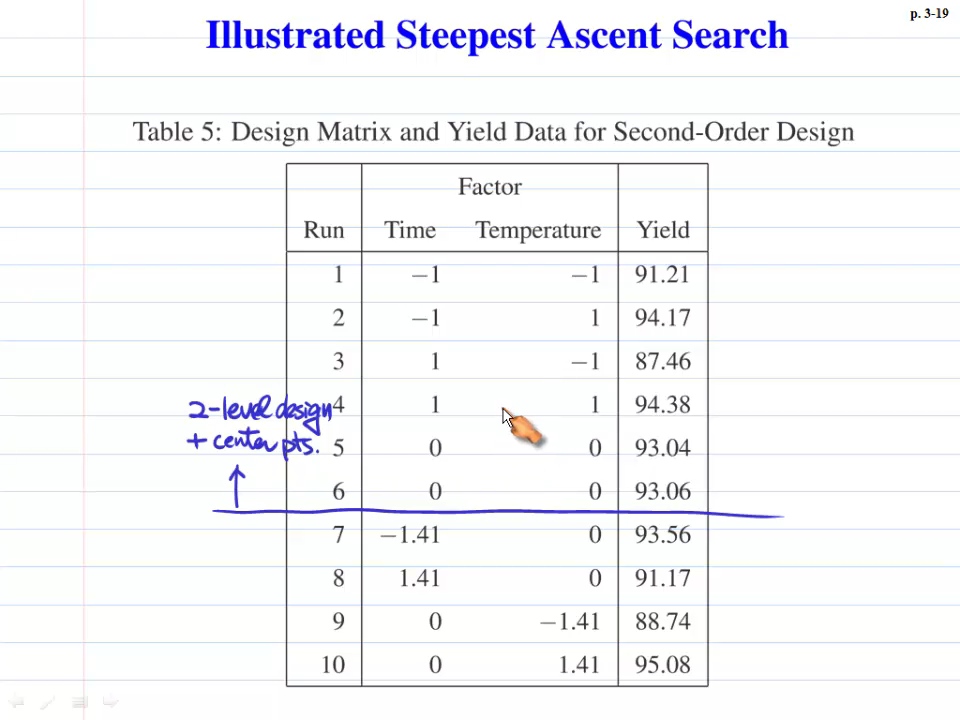 p. 3-19
Illustrated Steepest Ascent Search
Table 5: Design Matrix and Yield Data for Second-Order Design
Factor
Run Time Temperature Yield
1 −1 −1 91.21
2 −1 1 94.17
3 1 −1 87.46
2-level design 4 1 1 94.38
+ center pts. 5 0 0 93.04
6 0 0 93.06
7 −1.41 0 93.56
8 1.41 0 91.17
9 0 −1.41 88.74
10 0 1.41 95.08